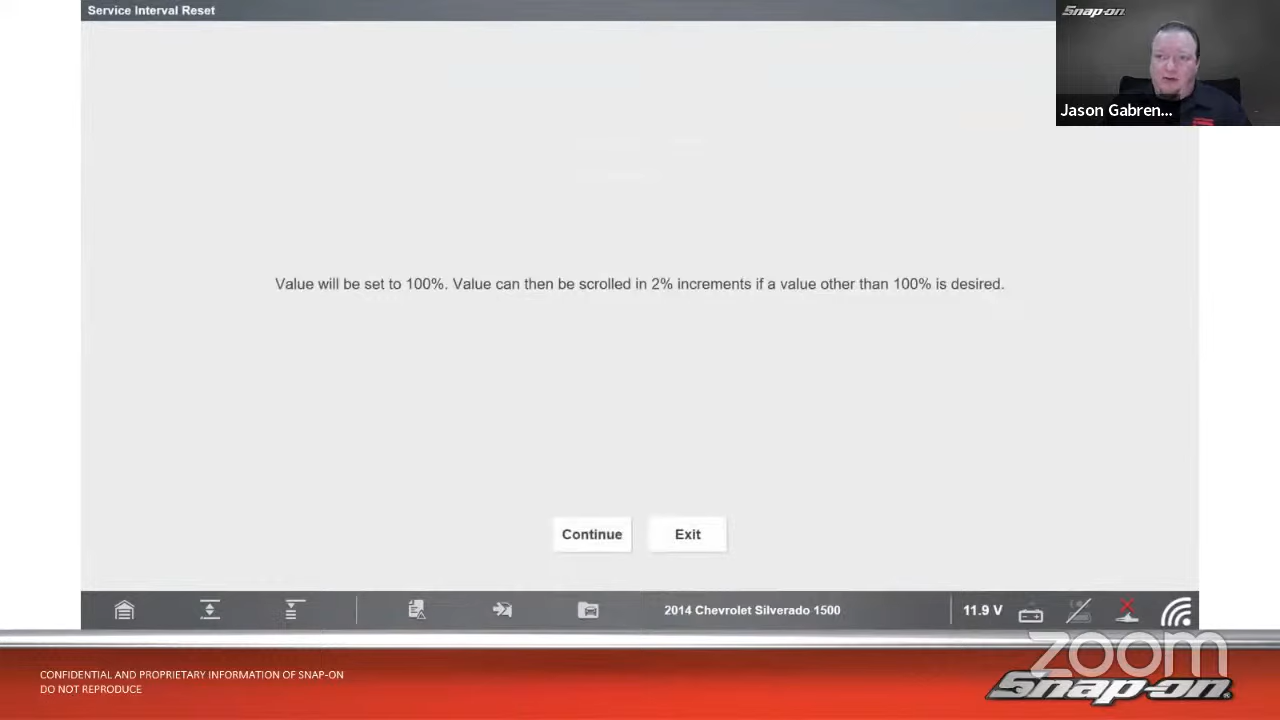 Service Interval Reset
Snap-on
Jason Gabren...
Value will be set to 100%. Value can then be scrolled in 2% increments if a value other than 100% is desired.
Continue
Exit
2014 Chevrolet Silverado 1500
11.9 V
zoom
CONFIDENTIAL AND PROPRIETARY INFORMATION OF SNAP-ON
DO NOT REPRODUCE
Snap-on